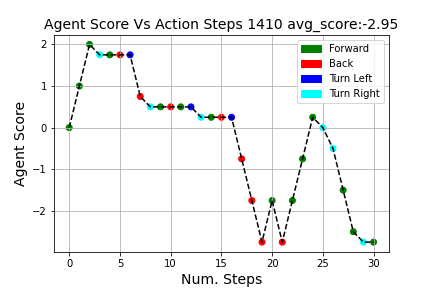 Agent Score Vs Action Steps 1410 avg_score:-2.95
Agent Score
2
1
0
−1
−2
Forward
Back
Turn Left
Turn Right
0 5 10 15 20 25 30
Num. Steps